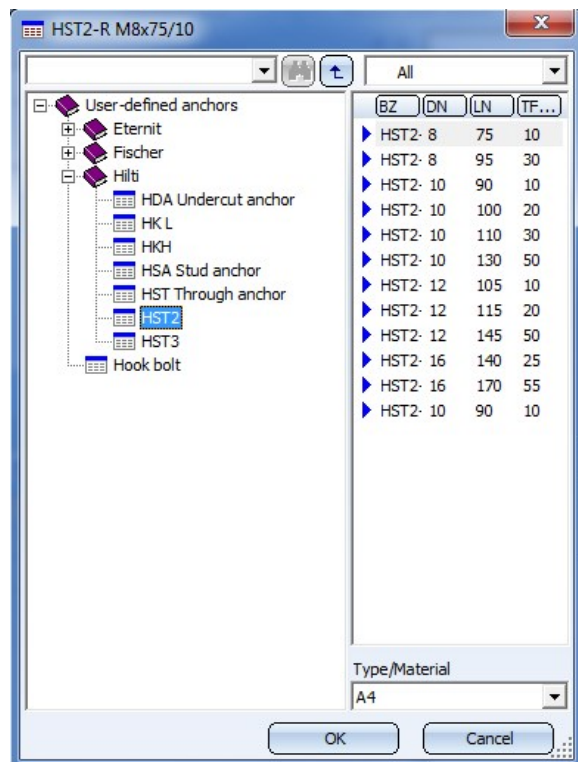 HST2-R M8x75/10
All
User-defined anchors
Eternit
Fischer
Hilti
HDA Undercut anchor
HK L
HKH
HSA Stud anchor
HST Through anchor
HST2
HST3
Hook bolt
BZ DN LN TF...
HST2- 8 75 10
HST2- 8 95 30
HST2- 10 90 10
HST2- 10 100 20
HST2- 10 110 30
HST2- 10 130 50
HST2- 12 105 10
HST2- 12 115 20
HST2- 12 145 50
HST2- 16 140 25
HST2- 16 170 55
HST2- 10 90 10
Type/Material
A4
OK Cancel